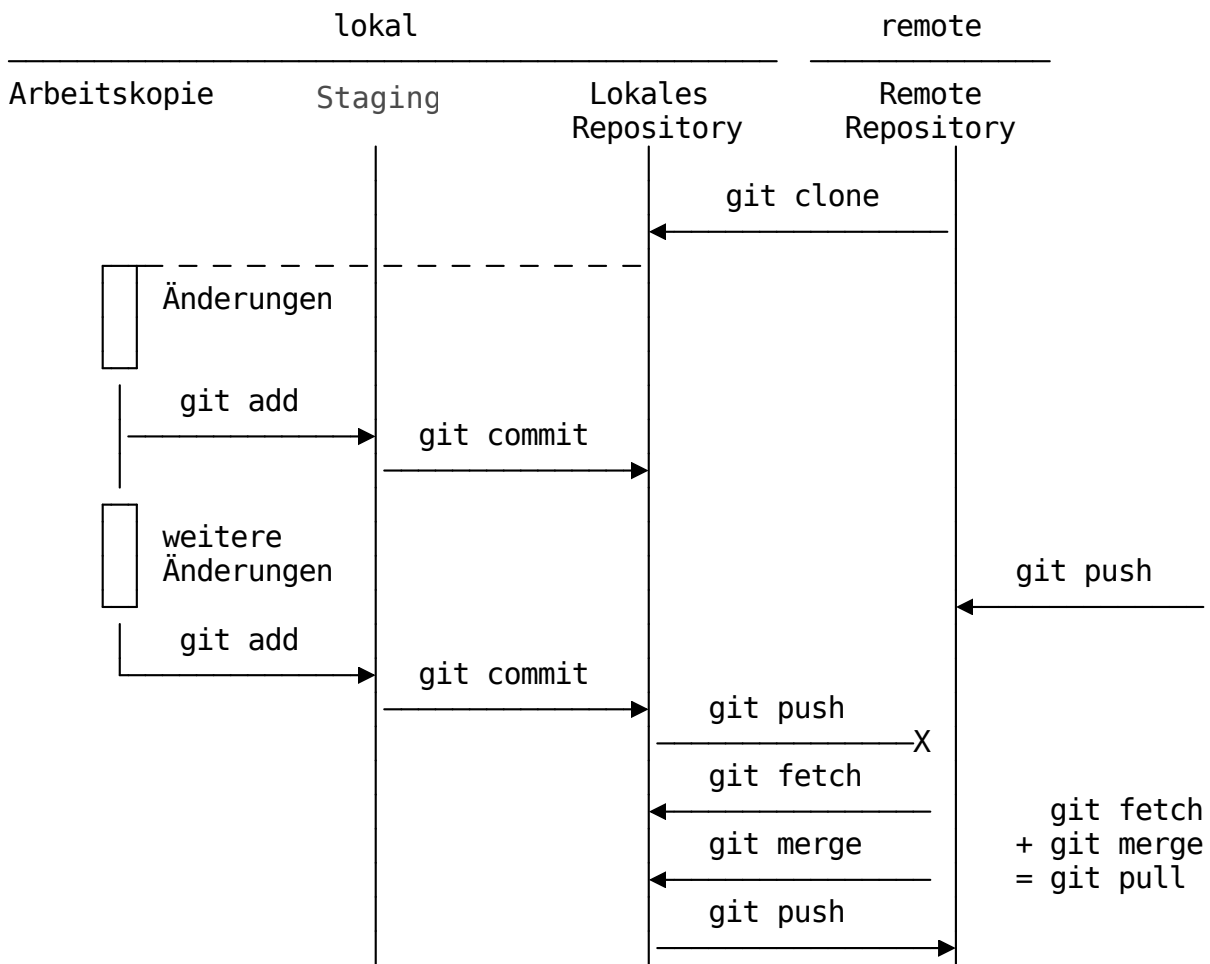 lokal
remote
Arbeitskopie
Staging
Lokales
Repository
Remote
Repository
git clone
Änderungen
git add
git commit
weitere
Änderungen
git push
git add
git commit
git push
X
git fetch
git merge
git push
git fetch
+ git merge
= git pull